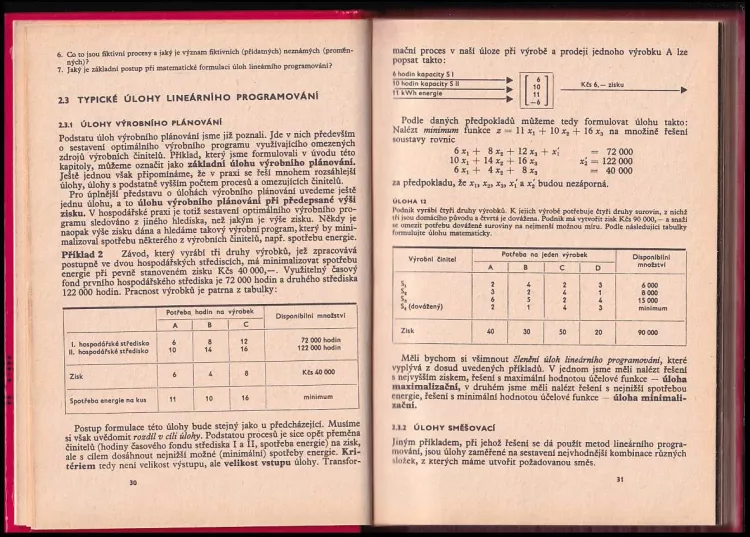 6. Co to jsou fiktivní procesy a jaký je význam fiktivních (přídatných) neznámých (proměn-
ných)?
7. Jaký je základní postup při matematické formulaci úloh lineárního programování?
2.3 TYPICKÉ ÚLOHY LINEÁRNÍHO PROGRAMOVÁNÍ
2.3.1 ÚLOHY VÝROBNÍHO PLÁNOVÁNÍ
Podstatu úloh výrobního plánování jsme již poznali. Jde v nich především
o sestavení optimálního výrobního programu využívajícího omezených
zdrojů výrobních činitelů. Příklad, který jsme formulovali v úvodu této
kapitoly, můžeme označit jako základní úlohu výrobního plánování.
Ještě jednou však připomínáme, že v praxi se řeší mnohem rozsáhlejší
úlohy, úlohy s podstatně vyšším počtem procesů a omezujících činitelů.
Pro úplnější představu o úlohách výrobního plánování uvedeme ještě
jednu úlohu, a to úlohu výrobního plánování při předepsané výši
zisku. V hospodářské praxi je totiž sestavení optimálního výrobního pro-
gramu sledováno z jiného hlediska, než jakým je výše zisku. Někdy je
naopak výše zisku dána a hledáme takový výrobní program, který by mini-
malizoval spotřebu některého z výrobních činitelů, např. spotřebu energie.
Příklad 2 Závod, který vyrábí tři druhy výrobků, jež zpracovává
postupně ve dvou hospodářských střediscích, má minimalizovat spotřebu
energie při pevně stanoveném zisku Kčs 40 000,—. Využitelný časový
fond prvního hospodářského střediska je 72 000 hodin a druhého střediska
122 000 hodin. Pracnost výrobků je patrna z tabulky:
Potřeba hodin na výrobek
Disponibilní množství
A B C
I. hospodářské středisko 6 8 12 72 000 hodin
II. hospodářské středisko 10 14 16 122 000 hodin
Zisk 6 4 8 Kčs 40 000
Spotřeba energie na kus 11 10 16 minimum
Postup formulace této úlohy bude stejný jako u předcházející. Musíme
si však uvědomit rozdíl v cíli úlohy. Podstatou procesů je sice opět přeměna
činitelů (hodiny časového fondu střediska I a II, spotřeba energie) na zisk,
ale s cílem dosáhnout nejnižší možné (minimální) spotřeby energie. Kri-
tériem tedy není velikost výstupu, ale velikost vstupu úlohy. Transfor-
30
mační proces v naší úloze při výrobě a prodeji jednoho výrobku A lze
popsat takto:
6 hodin kapacity S I
10 hodin kapacity S II
11 kWh energie
6
10
11
−6
Kčs 6,— zisku
Podle daných předpokladů můžeme tedy formulovat úlohu takto:
Nalézt minimum funkce z = 11 x₁ + 10 x₂ + 16 x₃ na množině řešení
soustavy rovnic
6 x₁ + 8 x₂ + 12 x₃ + x₁′ = 72 000
10 x₁ + 14 x₂ + 16 x₃ x₂′ = 122 000
6 x₁ + 4 x₂ + 8 x₃ = 40 000
za předpokladu, že x₁, x₂, x₃, x₁′ a x₂′ budou nezáporná.
ÚLOHA 12
Podnik vyrábí čtyři druhy výrobků. K jejich výrobě potřebuje čtyři druhy surovin, z nichž
tři jsou domácího původu a čtvrtá je dovážena. Podnik má vytvořit zisk Kčs 90 000,— a snaží
se omezit potřebu dovážené suroviny na nejmenší možnou míru. Podle následující tabulky
formulujte úlohu matematicky.
Výrobní činitel Potřeba na jeden výrobek Disponibilní
množství
A B C D
S₁ 2 4 2 3 6 000
S₂ 3 2 4 1 8 000
S₃ 6 5 2 4 15 000
S₄ (dovážený) 2 1 4 3 minimum
Zisk 40 30 50 20 90 000
Měli bychom si všimnout členění úloh lineárního programování, které
vyplývá z dosud uvedených příkladů. V jednom jsme měli nalézt řešení
s nejvyšším ziskem, řešení s maximální hodnotou účelové funkce — úloha
maximalizační, v druhém jsme měli nalézt řešení s nejnižší spotřebou
energie, řešení s minimální hodnotou účelové funkce — úloha minimali-
zační.
2.3.2 ÚLOHY SMĚŠOVACÍ
Jiným příkladem, při jehož řešení se dá použít metod lineárního progra-
mování, jsou úlohy zaměřené na sestavení nejvhodnější kombinace různých
složek, z kterých máme utvořit požadovanou směs.
31